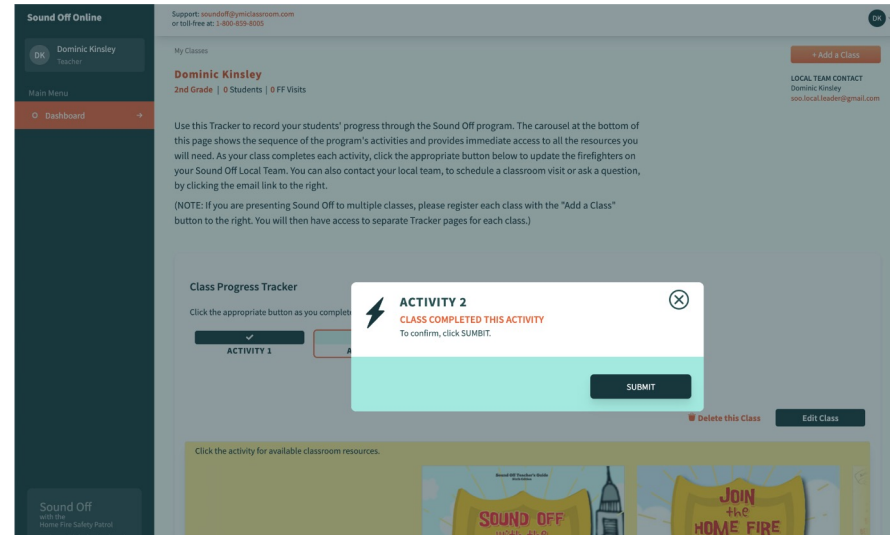 Sound Off Online
DK
Dominic Kinsley
Teacher
Main Menu
Dashboard
Sound Off
with the
Home Fire Safety Patrol
Support: soundoff@ymiclassroom.com
or toll-free at: 1-800-859-8005
DK
My Classes
+ Add a Class
Dominic Kinsley
2nd Grade | 0 Students | 0 FF Visits
LOCAL TEAM CONTACT
Dominic Kinsley
soo.local.leader@gmail.com
Use this Tracker to record your students' progress through the Sound Off program. The carousel at the bottom of
this page shows the sequence of the program's activities and provides immediate access to all the resources you
will need. As your class completes each activity, click the appropriate button below to update the firefighters on
your Sound Off Local Team. You can also contact your local team, to schedule a classroom visit or ask a question,
by clicking the email link to the right.
(NOTE: If you are presenting Sound Off to multiple classes, please register each class with the "Add a Class"
button to the right. You will then have access to separate Tracker pages for each class.)
Class Progress Tracker
Click the appropriate button as you complet
ACTIVITY 1
A
ACTIVITY 2
CLASS COMPLETED THIS ACTIVITY
To confirm, click SUMBIT.
SUBMIT
Delete this Class
Edit Class
Click the activity for available classroom resources.
Sound Off Teacher's Guide
SOUND OFF
with the
JOIN
the
HOME FIRE